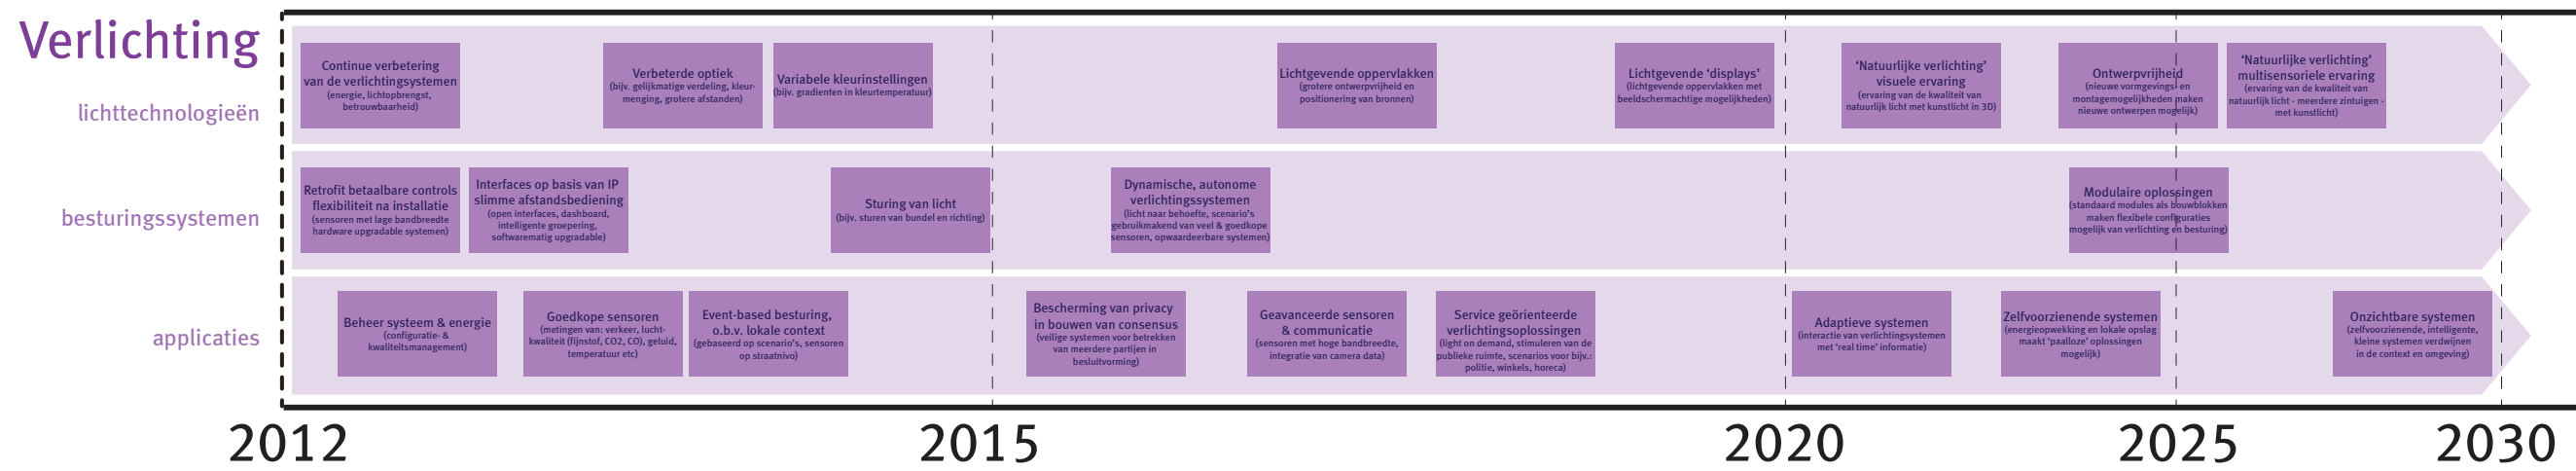 Verlichting
lichttechnologieën
Continue verbetering
van de verlichtingsystemen
(energie, lichtopbrengst,
betrouwbaarheid)
Verbeterde optiek
(bijv. gelijkmatige verdeling, kleur-
menging, grotere afstanden)
Variabele kleurinstellingen
(bijv. gradienten in kleurtemperatuur)
Lichtgevende oppervlakken
(grotere ontwerpvrijheid en
positionering van bronnen)
Lichtgevende ‘displays’
(lichtgevende oppervlakken met
beeldschermachtige mogelijkheden)
‘Natuurlijke verlichting’
visuele ervaring
(ervaring van de kwaliteit van
natuurlijk licht met kunstlicht in 3D)
Ontwerpvrijheid
(nieuwe vormgevings- en
montagemogelijkheden maken
nieuwe ontwerpen mogelijk)
‘Natuurlijke verlichting’
multisensoriele ervaring
(ervaring van de kwaliteit van
natuurlijk licht - meerdere zintuigen -
met kunstlicht)
besturingssystemen
Retrofit betaalbare controls
flexibiliteit na installatie
(sensoren met lage bandbreedte
hardware upgradable systemen)
Interfaces op basis van IP
slimme afstandsbediening
(open interfaces, dashboard,
intelligente groepering,
softwarematig upgradable)
Sturing van licht
(bijv. sturen van bundel en richting)
Dynamische, autonome
verlichtingssystemen
(licht naar behoefte, scenario’s
gebruikmakend van veel & goedkope
sensoren, opwaardeerbare systemen)
Modulaire oplossingen
(standaard modules als bouwblokken
maken flexibele configuraties
mogelijk van verlichting en besturing)
applicaties
Beheer systeem & energie
(configuratie- &
kwaliteitsmanagement)
Goedkope sensoren
(metingen van: verkeer, lucht-
kwaliteit (fijnstof, CO2, CO), geluid,
temperatuur etc)
Event-based besturing,
o.b.v. lokale context
(gebaseerd op scenario’s, sensoren
op straatnivo)
Bescherming van privacy
in bouwen van consensus
(veilige systemen voor betrekken
van meerdere partijen in
besluitvorming)
Geavanceerde sensoren
& communicatie
(sensoren met hoge bandbreedte,
integratie van camera data)
Service geörienteerde
verlichtingsoplossingen
(light on demand, stimuleren van de
publieke ruimte, scenarios voor bijv.:
politie, winkels, horeca)
Adaptieve systemen
(interactie van verlichtingsystemen
met ‘real time’ informatie)
Zelfvoorzienende systemen
(energieopwekking en lokale opslag
maakt ‘paalloze’ oplossingen
mogelijk)
Onzichtbare systemen
(zelfvoorzienende, intelligente,
kleine systemen verdwijnen
in de context en omgeving)
2012
2015
2020
2025
2030